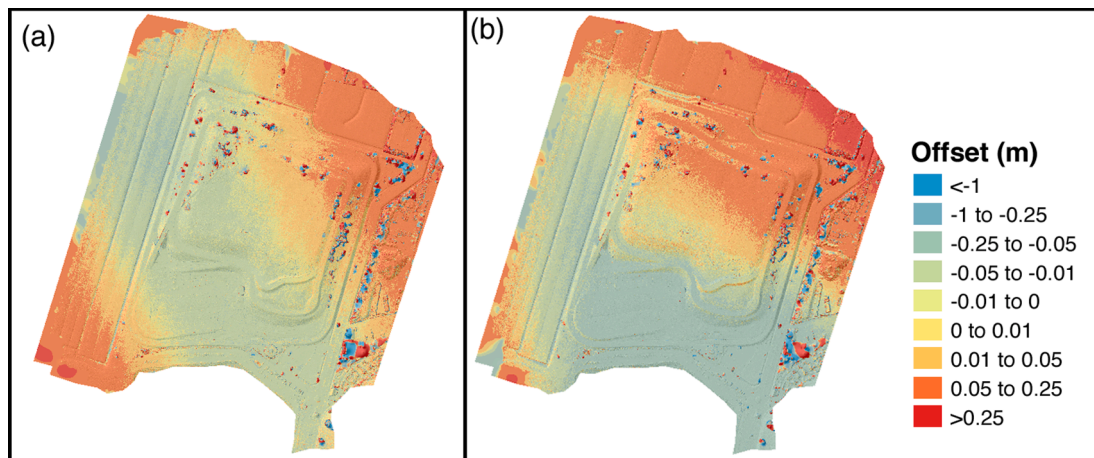 (a)
(b)
Offset (m)
<-1
-1 to -0.25
-0.25 to -0.05
-0.05 to -0.01
-0.01 to 0
0 to 0.01
0.01 to 0.05
0.05 to 0.25
>0.25